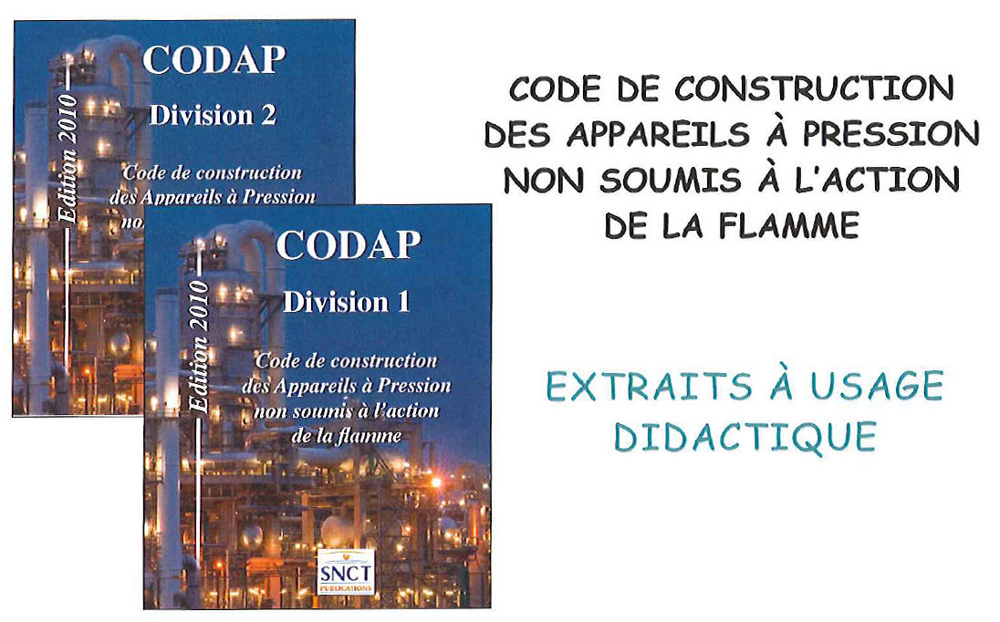 CODAP
Division 2
Edition 2010
Code de construction
des Appareils à Pression
CODAP
Division 1
Edition 2010
Code de construction
des Appareils à Pression
non soumis à l'action
de la flamme
SNCT
PUBLICATIONS
CODE DE CONSTRUCTION
DES APPAREILS À PRESSION
NON SOUMIS À L'ACTION
DE LA FLAMME
EXTRAITS À USAGE
DIDACTIQUE